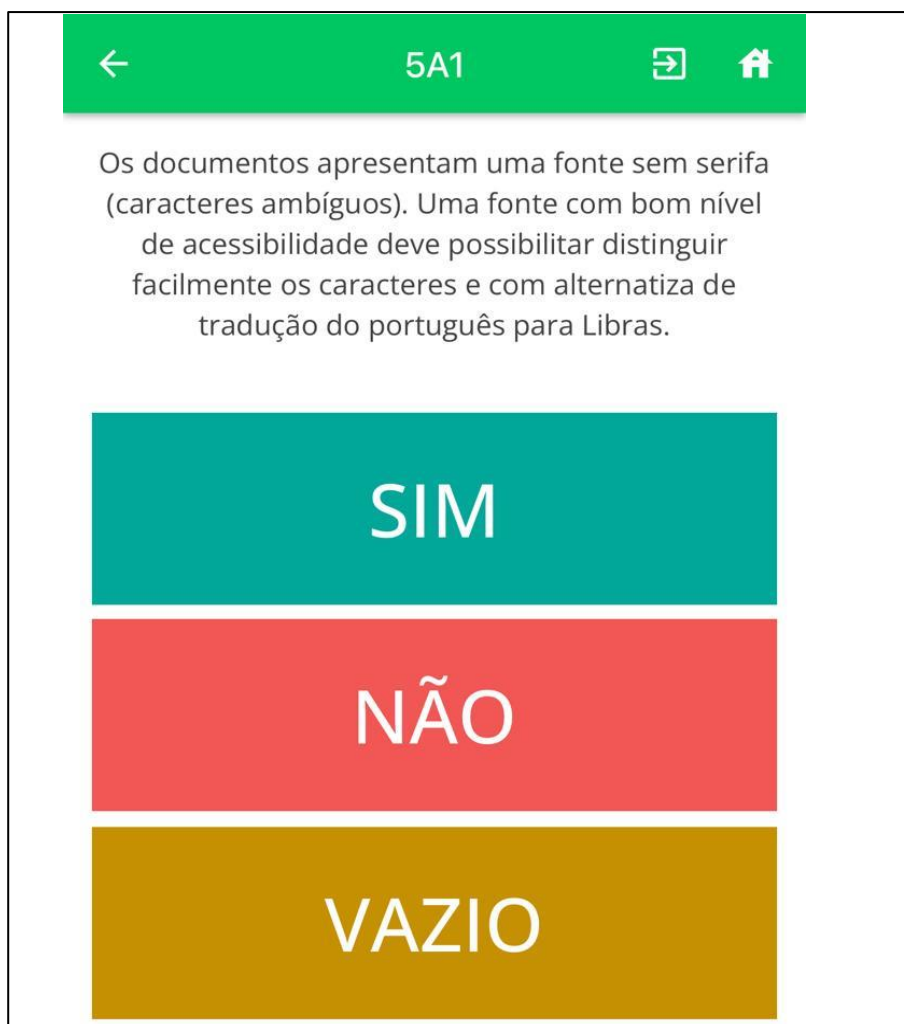 5A1
Os documentos apresentam uma fonte sem serifa
(caracteres ambíguos). Uma fonte com bom nível
de acessibilidade deve possibilitar distinguir
facilmente os caracteres e com alternatiza de
tradução do português para Libras.
SIM
NÃO
VAZIO